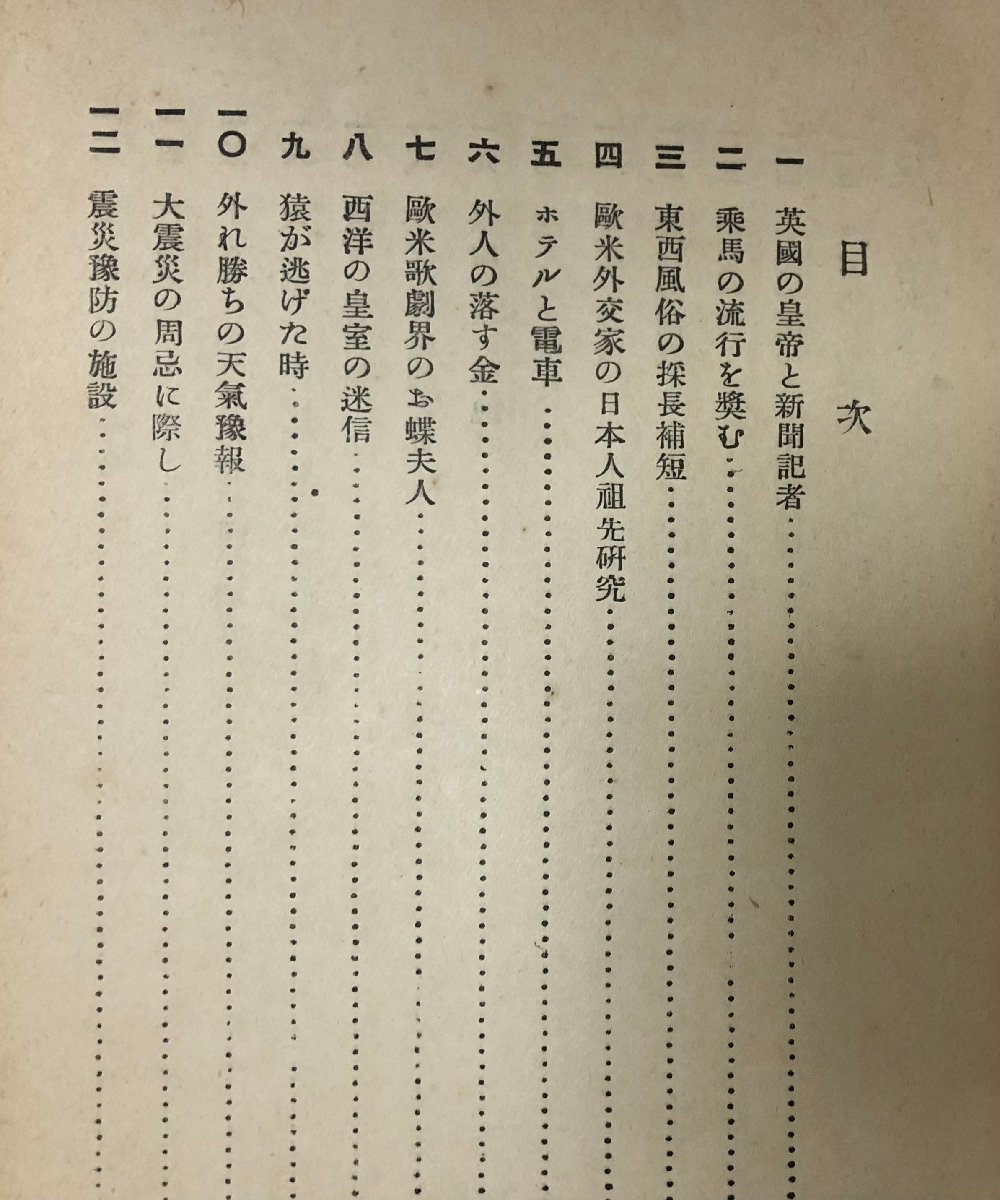 目次
一 英國の皇帝と新聞記者
二 乘馬の流行を奬む
三 東西風俗の採長補短
四 歐米外交家の日本人祖先硏究
五 ホテルと電車
六 外人の落す金
七 歐米歌劇界のお蝶夫人
八 西洋の皇室の迷信
九 猿が逃げた時
一〇 外れ勝ちの天氣豫報
一一 大震災の周忌に際し
一二 震災豫防の施設